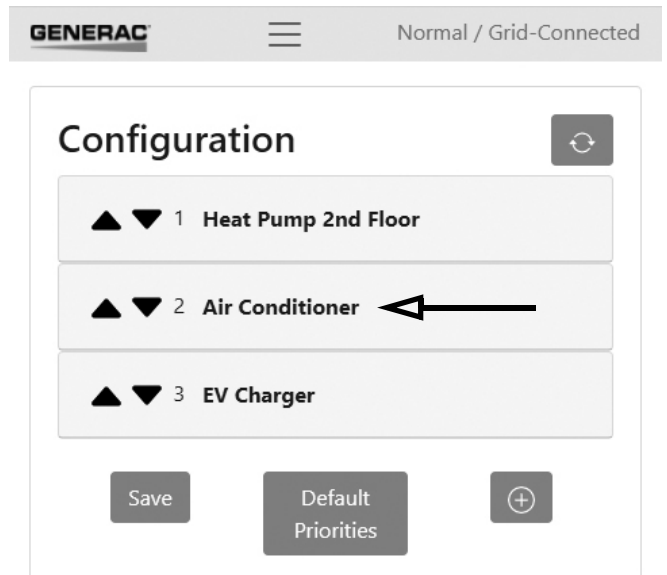 GENERAC
Normal / Grid-Connected
Configuration
1 Heat Pump 2nd Floor
2 Air Conditioner
3 EV Charger
Save
Default
Priorities